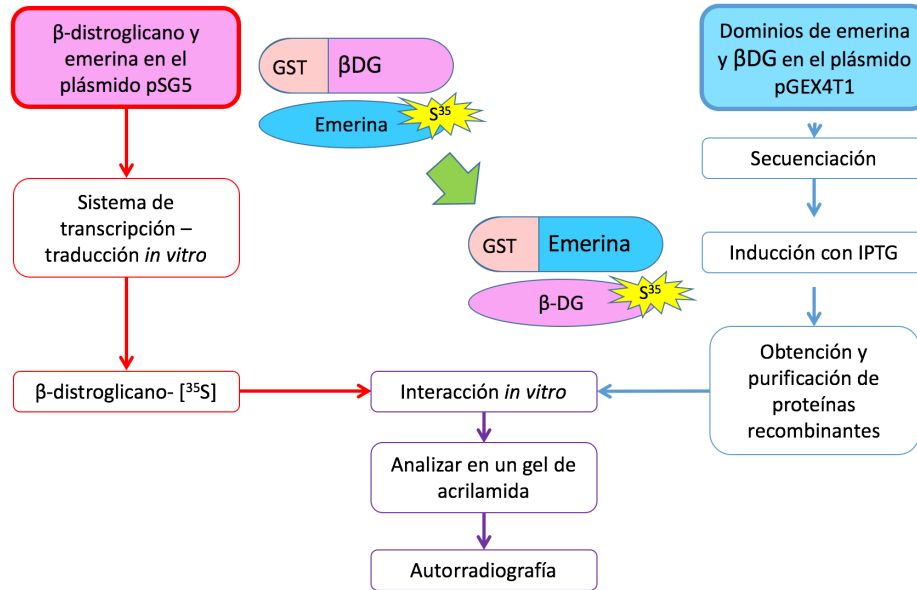 β-distroglicano y
emerina en el
plásmido pSG5
GST
βDG
Emerina
S³⁵
Dominios de emerina
y βDG en el plásmido
pGEX4T1
Secuenciación
Sistema de
transcripción –
traducción in vitro
GST
Emerina
β-DG
S³⁵
Inducción con IPTG
β-distroglicano- [³⁵S]
Interacción in vitro
Obtención y
purificación de
proteínas
recombinantes
Analizar en un gel de
acrilamida
Autorradiografía